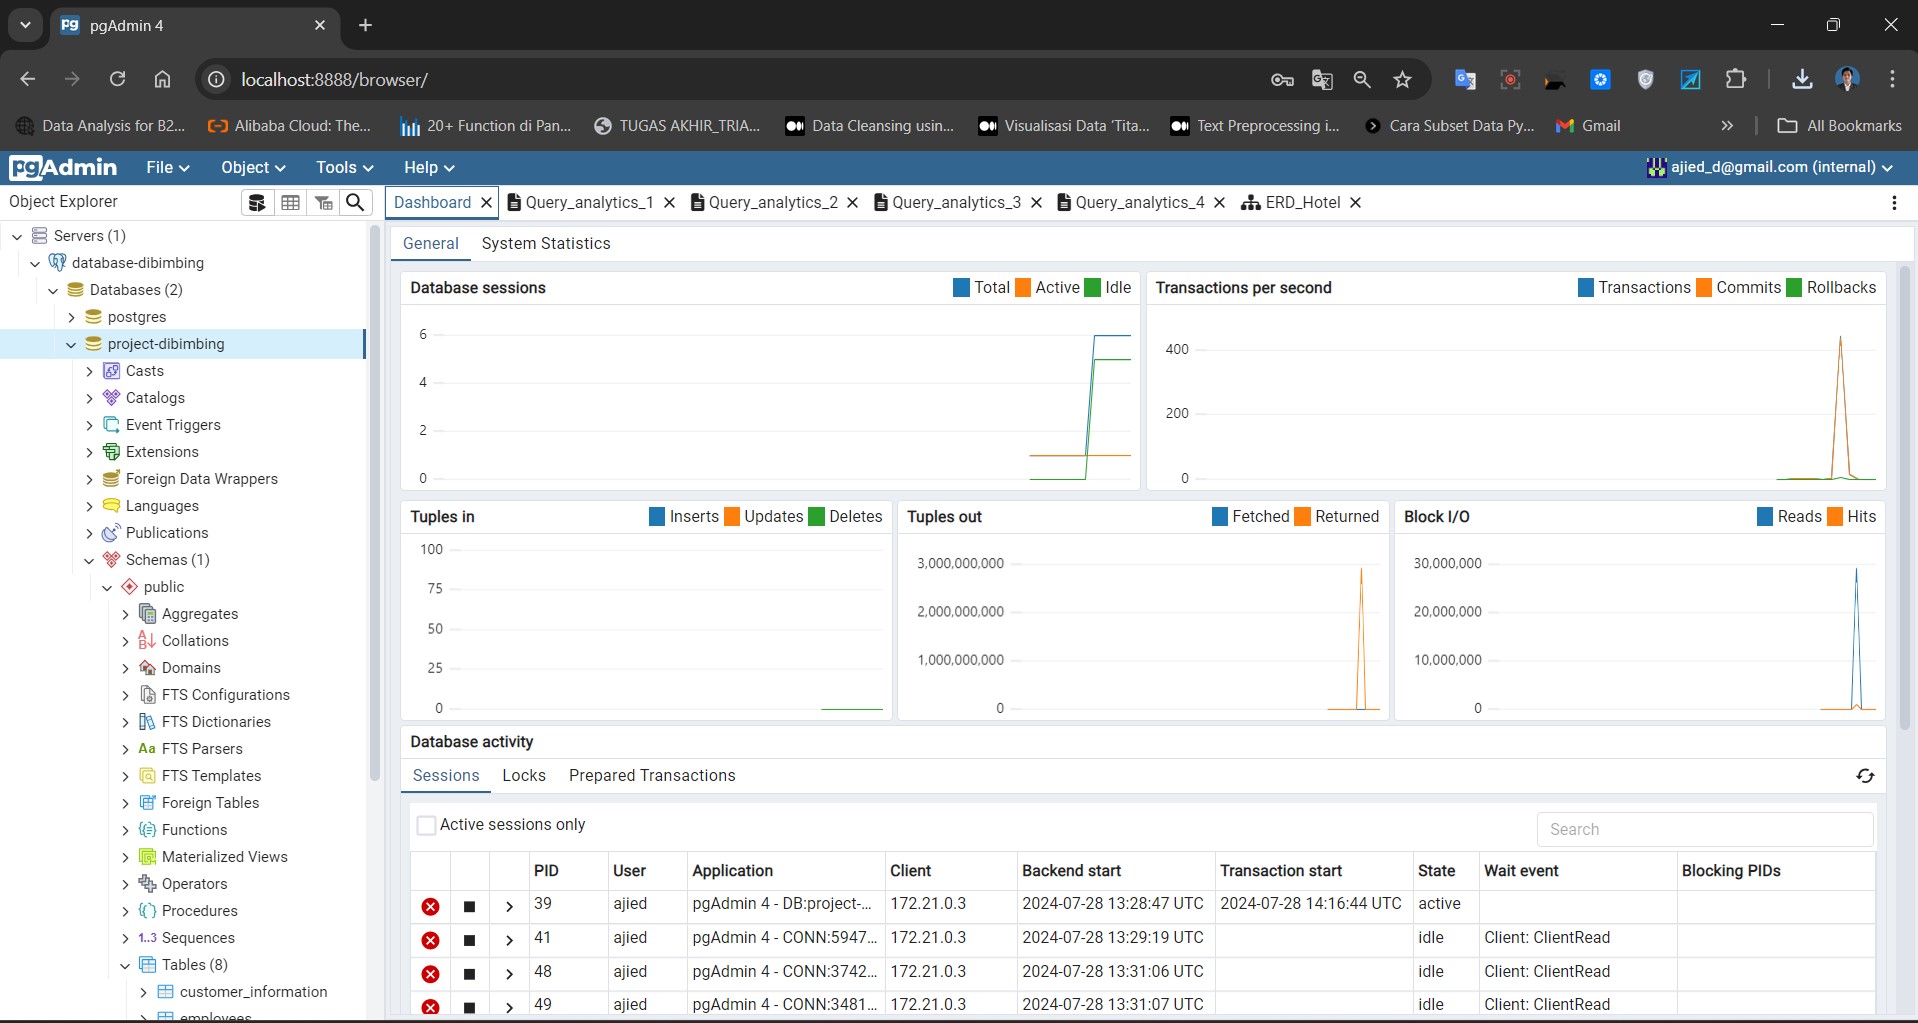 pgAdmin 4
localhost:8888/browser/
Data Analysis for B2... Alibaba Cloud: The... 20+ Function di Pan... TUGAS AKHIR_TRIA... Data Cleansing usin... Visualisasi Data 'Tita... Text Preprocessing i... Cara Subset Data Py... Gmail » All Bookmarks
pgAdmin File Object Tools Help ajied_d@gmail.com (internal)
Object Explorer
Dashboard Query_analytics_1 Query_analytics_2 Query_analytics_3 Query_analytics_4 ERD_Hotel
Servers (1)
database-dibimbing
Databases (2)
postgres
project-dibimbing
Casts
Catalogs
Event Triggers
Extensions
Foreign Data Wrappers
Languages
Publications
Schemas (1)
public
Aggregates
Collations
Domains
FTS Configurations
FTS Dictionaries
Aa FTS Parsers
FTS Templates
Foreign Tables
Functions
Materialized Views
Operators
Procedures
1..3 Sequences
Tables (8)
customer_information
employees
General System Statistics
Database sessions Total Active Idle
6
4
2
0
Transactions per second Transactions Commits Rollbacks
400
200
0
Tuples in Inserts Updates Deletes
100
75
50
25
0
Tuples out Fetched Returned
3,000,000,000
2,000,000,000
1,000,000,000
0
Block I/O Reads Hits
30,000,000
20,000,000
10,000,000
0
Database activity
Sessions Locks Prepared Transactions
Active sessions only Search
PID User Application Client Backend start Transaction start State Wait event Blocking PIDs
39 ajied pgAdmin 4 - DB:project-... 172.21.0.3 2024-07-28 13:28:47 UTC 2024-07-28 14:16:44 UTC active
41 ajied pgAdmin 4 - CONN:5947... 172.21.0.3 2024-07-28 13:29:19 UTC idle Client: ClientRead
48 ajied pgAdmin 4 - CONN:3742... 172.21.0.3 2024-07-28 13:31:06 UTC idle Client: ClientRead
49 ajied pgAdmin 4 - CONN:3481... 172.21.0.3 2024-07-28 13:31:07 UTC idle Client: ClientRead